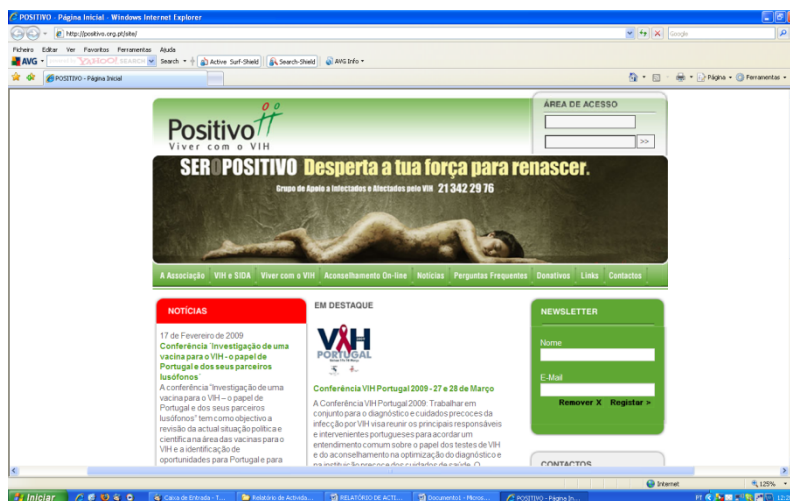 POSITIVO - Página Inicial - Windows Internet Explorer
http://positivo.org.pt/site/
Google
Ficheiro Editar Ver Favoritos Ferramentas Ajuda
AVG YAHOO! SEARCH Search Active Surf-Shield Search-Shield AVG Info
POSITIVO - Página Inicial
Página Ferramentas
Positivo
Viver com o VIH
ÁREA DE ACESSO
>>
SEROPOSITIVO Desperta a tua força para renascer.
Grupo de Apoio a Infectados e Afectados pelo VIH 21 342 29 76
A Associação VIH e SIDA Viver com o VIH Aconselhamento On-line Notícias Perguntas Frequentes Donativos Links Contactos
NOTÍCIAS
17 de Fevereiro de 2009
Conferência ´Investigação de uma
vacina para o VIH - o papel de
Portugal e dos seus parceiros
lusófonos´
A conferência "Investigação de uma
vacina para o VIH – o papel de
Portugal e dos seus parceiros
lusófonos" tem como objectivo a
revisão da actual situação política e
científica na área das vacinas para o
VIH e a identificação de
oportunidades para Portugal e para
EM DESTAQUE
VIH
PORTUGAL
Conferência VIH Portugal 2009 - 27 e 28 de Março
A Conferência VIH Portugal 2009: Trabalhar em
conjunto para o diagnóstico e cuidados precoces da
infecção por VIH visa reunir os principais responsáveis
e intervenientes portugueses para acordar um
entendimento comum sobre o papel dos testes de VIH
e do aconselhamento na optimização do diagnóstico e
na instituição precoce dos cuidados de saúde. O
NEWSLETTER
Nome
E-Mail
Remover X Registar >
CONTACTOS
Internet 125%
Iniciar Caixa de Entrada - T... Relatório de Activida... RELATÓRIO DE ACTI... Documento1 - Micros... POSITIVO - Página In... PT